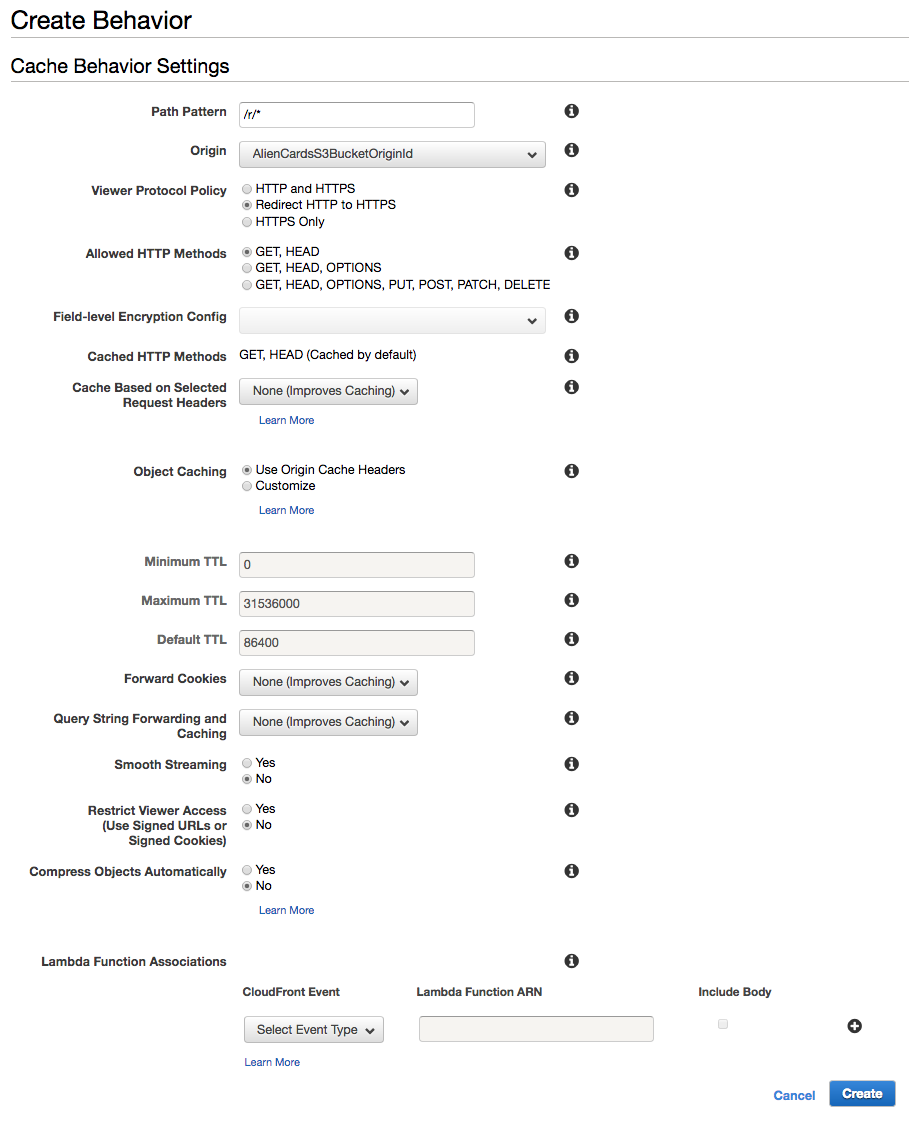 Create Behavior
Cache Behavior Settings
Path Pattern /r/*
Origin AlienCardsS3BucketOriginId
Viewer Protocol Policy HTTP and HTTPS
Redirect HTTP to HTTPS
HTTPS Only
Allowed HTTP Methods GET, HEAD
GET, HEAD, OPTIONS
GET, HEAD, OPTIONS, PUT, POST, PATCH, DELETE
Field-level Encryption Config
Cached HTTP Methods GET, HEAD (Cached by default)
Cache Based on Selected None (Improves Caching)
Request Headers
Learn More
Object Caching Use Origin Cache Headers
Customize
Learn More
Minimum TTL 0
Maximum TTL 31536000
Default TTL 86400
Forward Cookies None (Improves Caching)
Query String Forwarding and None (Improves Caching)
Caching
Smooth Streaming Yes
No
Restrict Viewer Access Yes
(Use Signed URLs or No
Signed Cookies)
Compress Objects Automatically Yes
No
Learn More
Lambda Function Associations
CloudFront Event Lambda Function ARN Include Body
Select Event Type
Learn More
Cancel Create